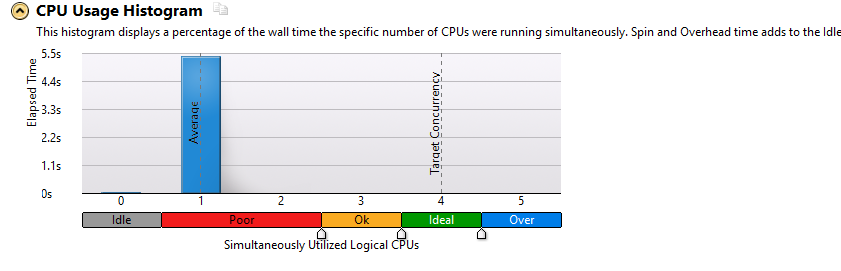 CPU Usage Histogram
This histogram displays a percentage of the wall time the specific number of CPUs were running simultaneously. Spin and Overhead time adds to the Idle
5.5s
4.4s
3.3s
2.2s
1.1s
0s
Elapsed Time
Average
Target Concurrency
0 1 2 3 4 5
Idle Poor Ok Ideal Over
Simultaneously Utilized Logical CPUs